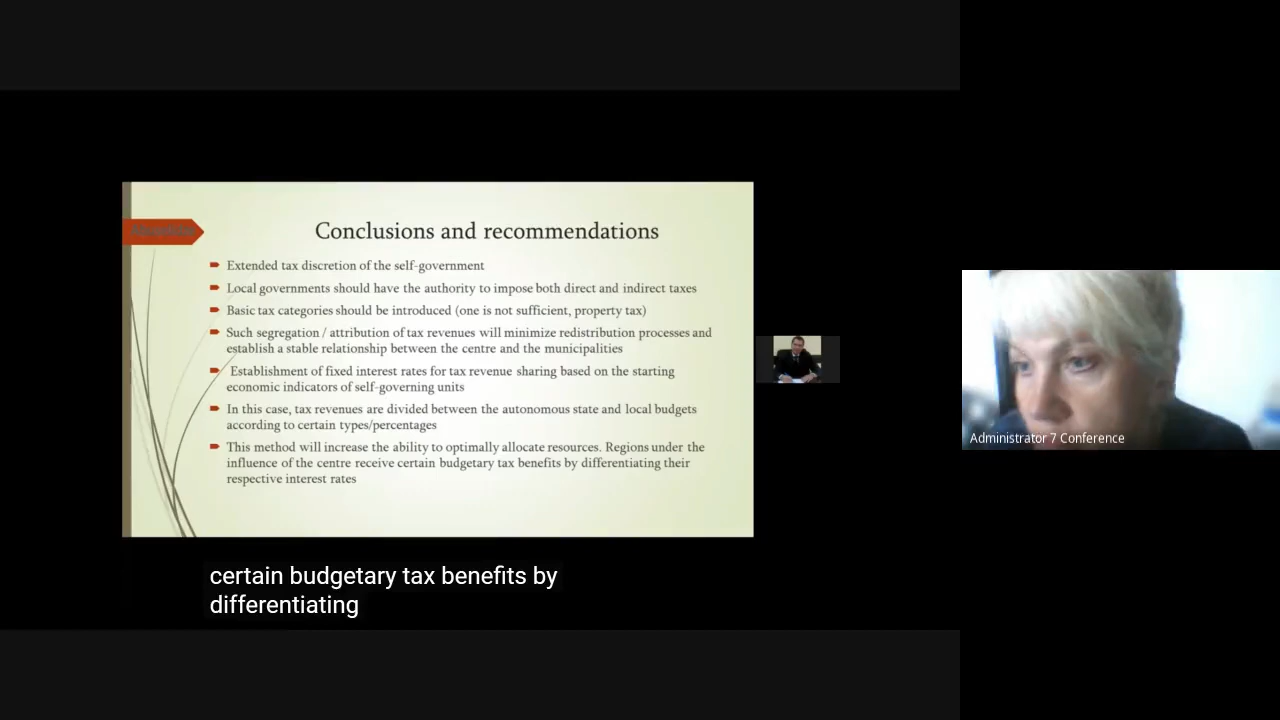 Conclusions and recommendations
Extended tax discretion of the self-government
Local governments should have the authority to impose both direct and indirect taxes
Basic tax categories should be introduced (one is not sufficient, property tax)
Such segregation / attribution of tax revenues will minimize redistribution processes and
establish a stable relationship between the centre and the municipalities
Establishment of fixed interest rates for tax revenue sharing based on the starting
economic indicators of self-governing units
In this case, tax revenues are divided between the autonomous state and local budgets
according to certain types/percentages
This method will increase the ability to optimally allocate resources. Regions under the
influence of the centre receive certain budgetary tax benefits by differentiating their
respective interest rates
certain budgetary tax benefits by
differentiating
Administrator 7 Conference